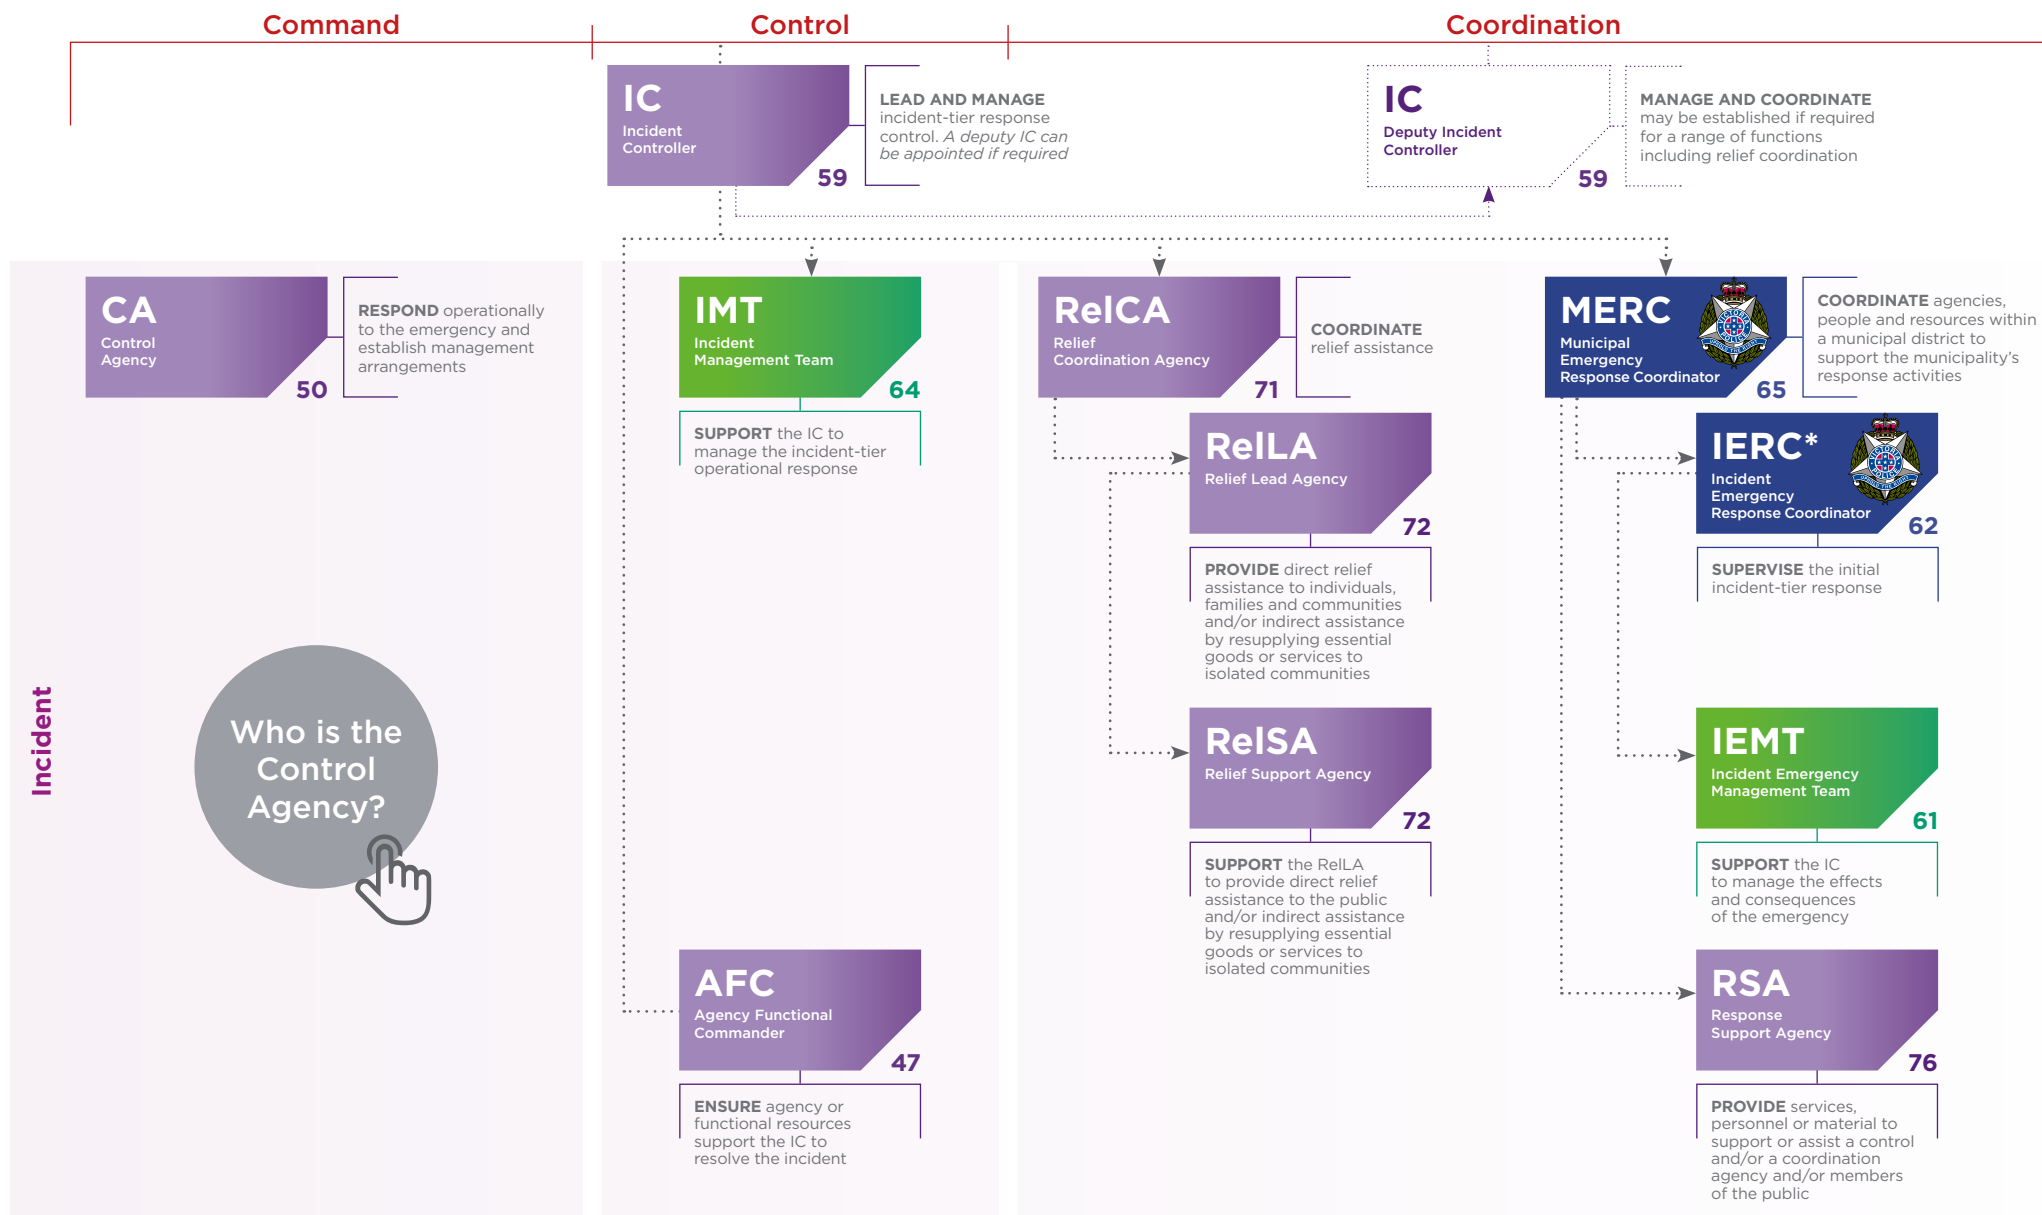 Command
Control
Coordination
IC
Incident
Controller
59
LEAD AND MANAGE
incident-tier response
control. A deputy IC can
be appointed if required
IC
Deputy Incident
Controller
59
MANAGE AND COORDINATE
may be established if required
for a range of functions
including relief coordination
Incident
CA
Control
Agency
50
RESPOND operationally
to the emergency and
establish management
arrangements
Who is the
Control
Agency?
IMT
Incident
Management Team
64
SUPPORT the IC to
manage the incident-tier
operational response
AFC
Agency Functional
Commander
47
ENSURE agency or
functional resources
support the IC to
resolve the incident
RelCA
Relief
Coordination Agency
71
COORDINATE
relief assistance
RelLA
Relief Lead Agency
72
PROVIDE direct relief
assistance to individuals,
families and communities
and/or indirect assistance
by resupplying essential
goods or services to
isolated communities
RelSA
Relief Support Agency
72
SUPPORT the RelLA
to provide direct relief
assistance to the public
and/or indirect assistance
by resupplying essential
goods or services to
isolated communities
MERC
Municipal
Emergency
Response Coordinator
65
VICTORIA
POLICE
COORDINATE agencies,
people and resources within
a municipal district to
support the municipality's
response activities
IERC*
Incident
Emergency
Response Coordinator
62
VICTORIA
POLICE
SUPERVISE the initial
incident-tier response
IEMT
Incident Emergency
Management Team
61
SUPPORT the IC
to manage the effects
and consequences
of the emergency
RSA
Response
Support Agency
76
PROVIDE services,
personnel or material to
support or assist a control
and/or a coordination
agency and/or members
of the public